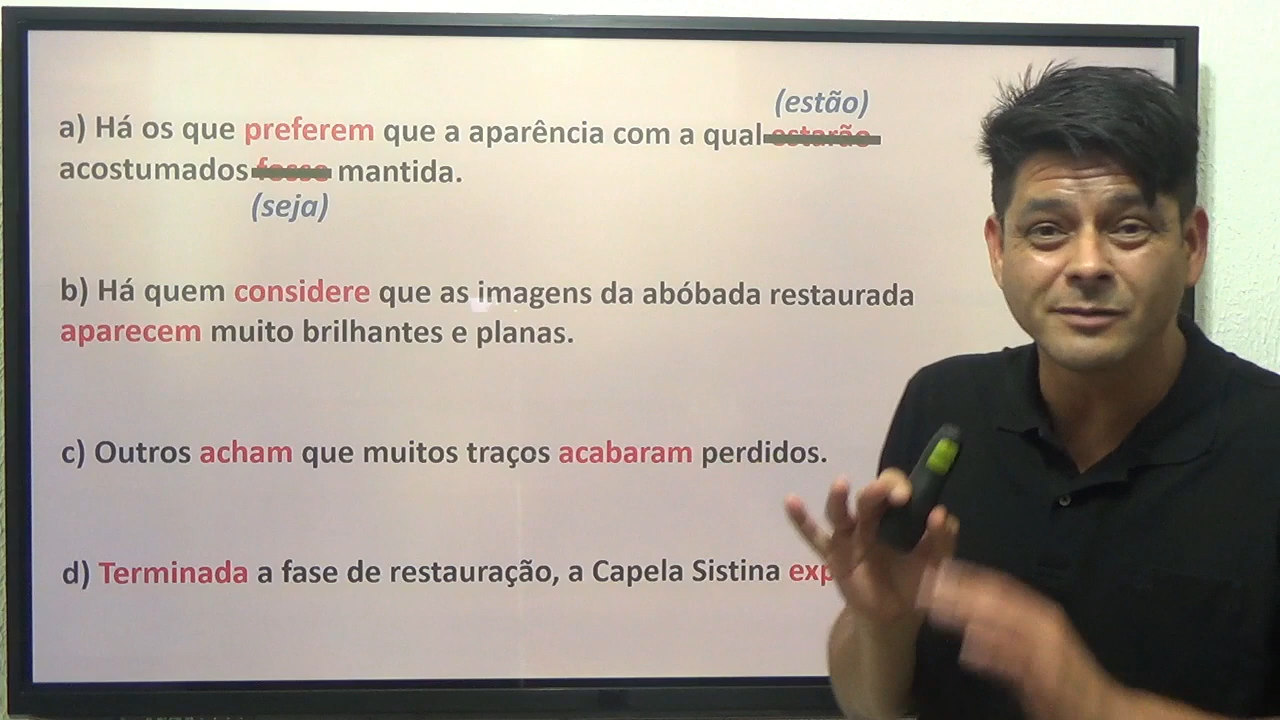 (estão)
a) Há os que preferem que a aparência com a qual estarão
acostumados fosse mantida.
(seja)
b) Há quem considere que as imagens da abóbada restaurada
aparecem muito brilhantes e planas.
c) Outros acham que muitos traços acabaram perdidos.
d) Terminada a fase de restauração, a Capela Sistina